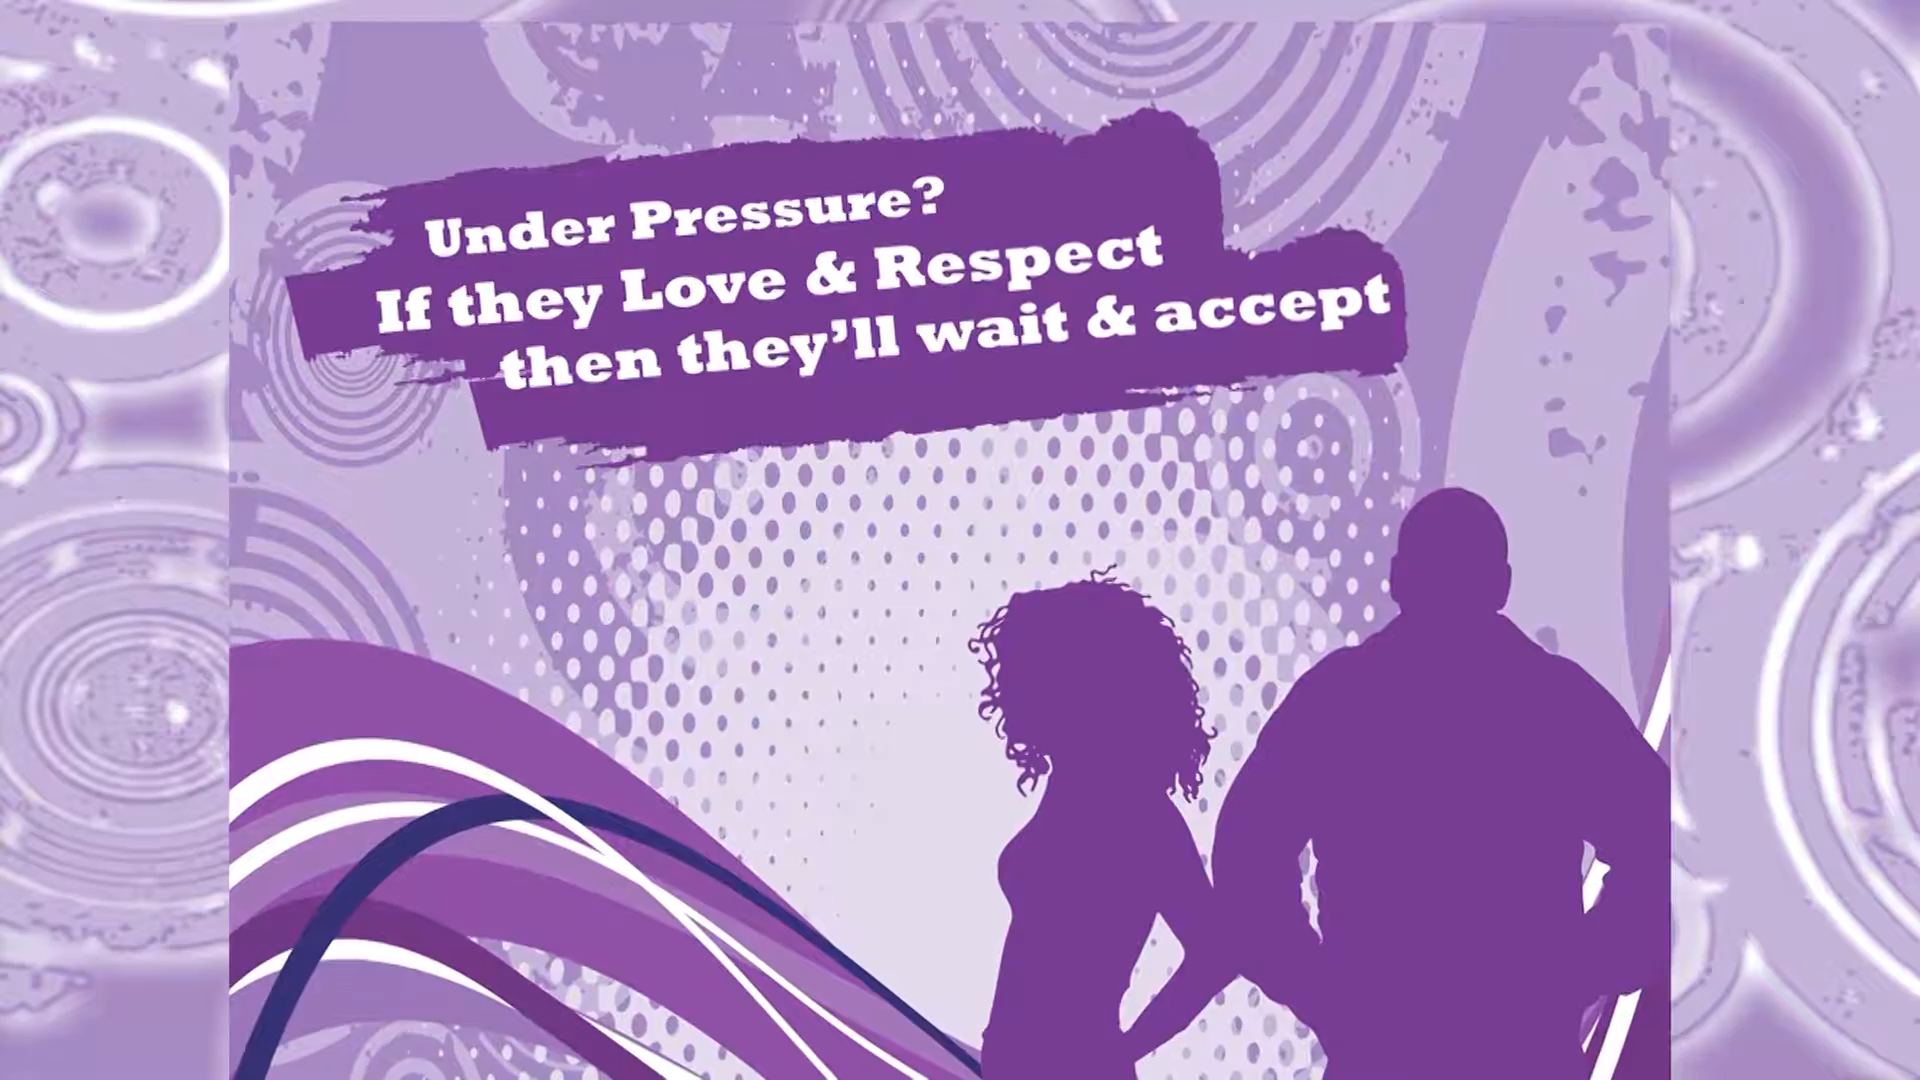 Under Pressure?
If they Love & Respect
then they’ll wait & accept